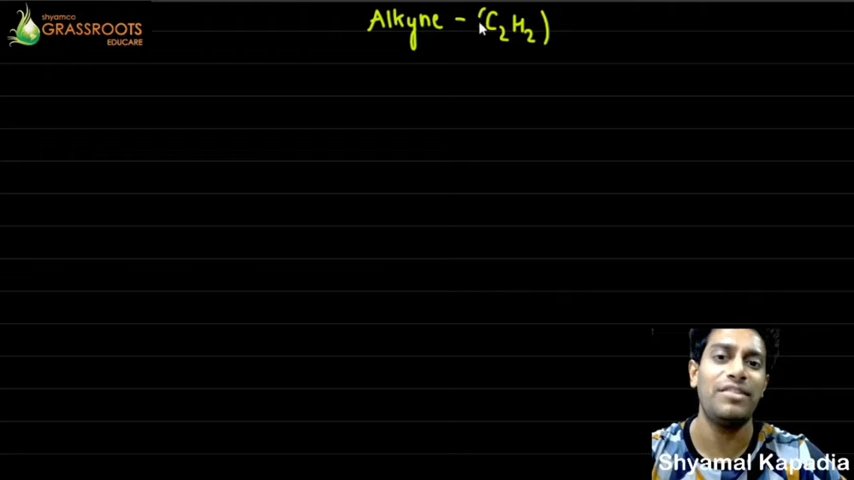 shyamco
GRASSROOTS
EDUCARE
Alkyne - (C₂H₂)
Shyamal Kapadia